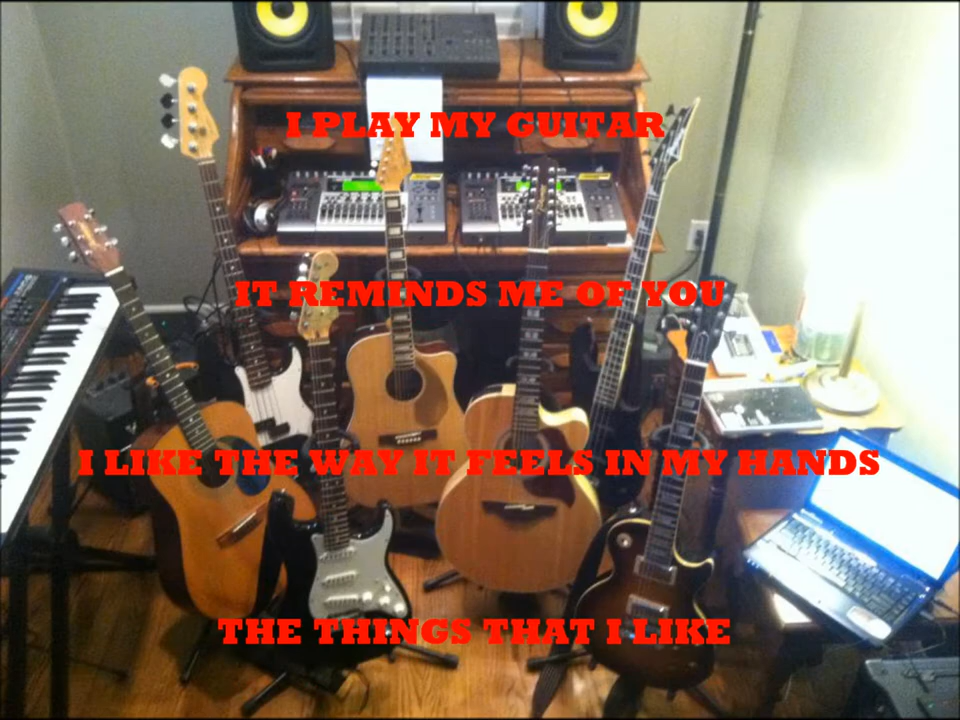 I PLAY MY GUITAR
IT REMINDS ME OF YOU
I LIKE THE WAY IT FEELS IN MY HANDS
THE THINGS THAT I LIKE